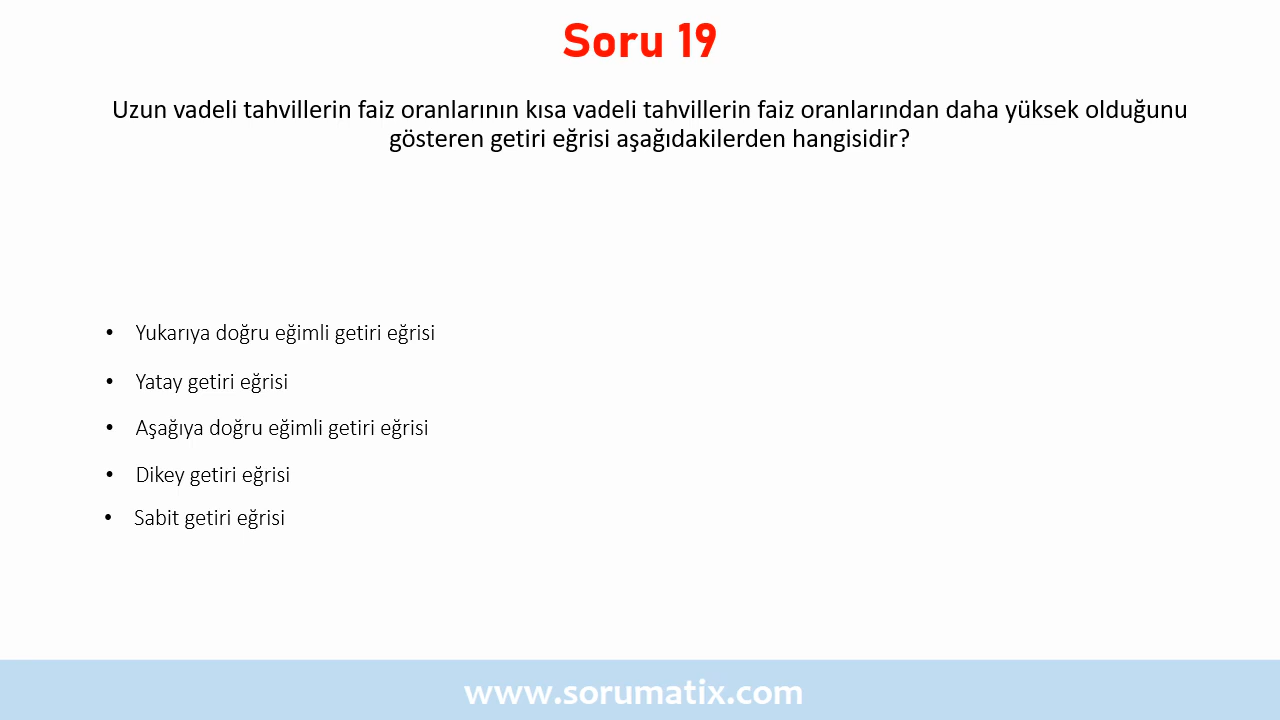 Soru 19
Uzun vadeli tahvillerin faiz oranlarının kısa vadeli tahvillerin faiz oranlarından daha yüksek olduğunu
gösteren getiri eğrisi aşağıdakilerden hangisidir?
• Yukarıya doğru eğimli getiri eğrisi
• Yatay getiri eğrisi
• Aşağıya doğru eğimli getiri eğrisi
• Dikey getiri eğrisi
• Sabit getiri eğrisi
www.sorumatix.com